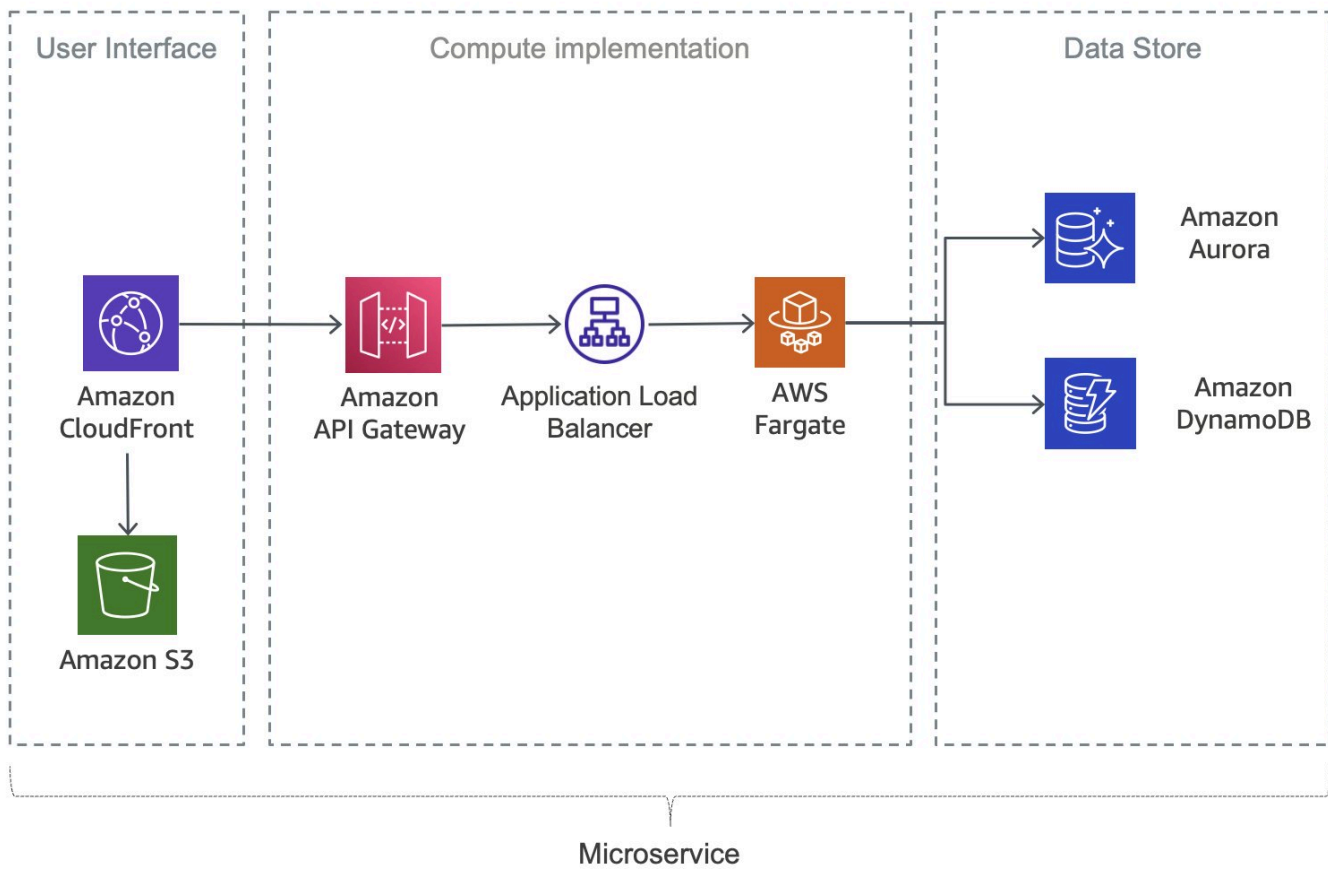 User Interface
Compute implementation
Data Store
Amazon
CloudFront
Amazon S3
Amazon
API Gateway
</>
Application Load
Balancer
AWS
Fargate
Amazon
Aurora
Amazon
DynamoDB
Microservice